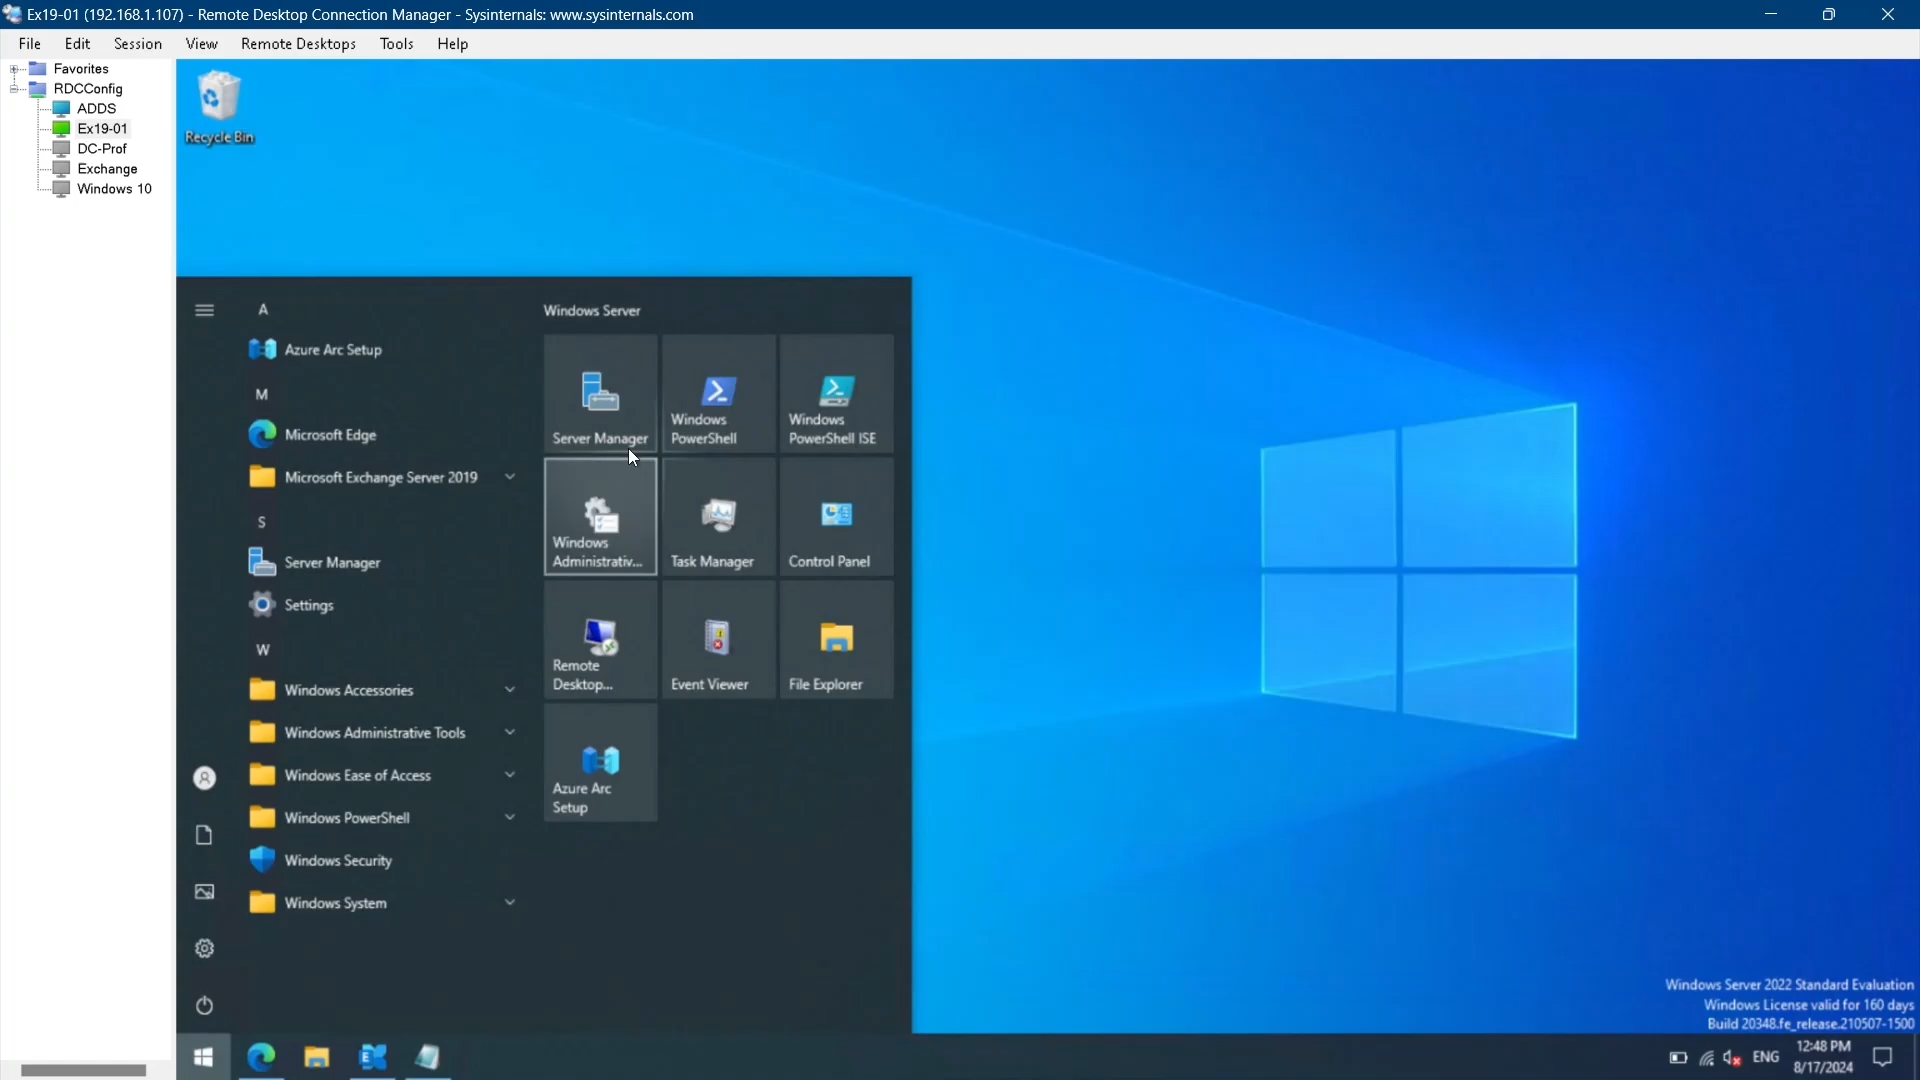 Ex19-01 (192.168.1.107) - Remote Desktop Connection Manager - Sysinternals: www.sysinternals.com
File Edit Session View Remote Desktops Tools Help
Favorites
RDCConfig
ADDS
Ex19-01
DC-Prof
Exchange
Windows 10
Recycle Bin
A
Azure Arc Setup
M
Microsoft Edge
Microsoft Exchange Server 2019
S
Server Manager
Settings
W
Windows Accessories
Windows Administrative Tools
Windows Ease of Access
Windows PowerShell
Windows Security
Windows System
Windows Server
Server Manager
Windows
PowerShell
Windows
PowerShell ISE
Windows
Administrativ...
Task Manager
Control Panel
Remote
Desktop...
Event Viewer
File Explorer
Azure Arc
Setup
Windows Server 2022 Standard Evaluation
Windows License valid for 160 days
Build 20348.fe_release.210507-1500
ENG
12:48 PM
8/17/2024